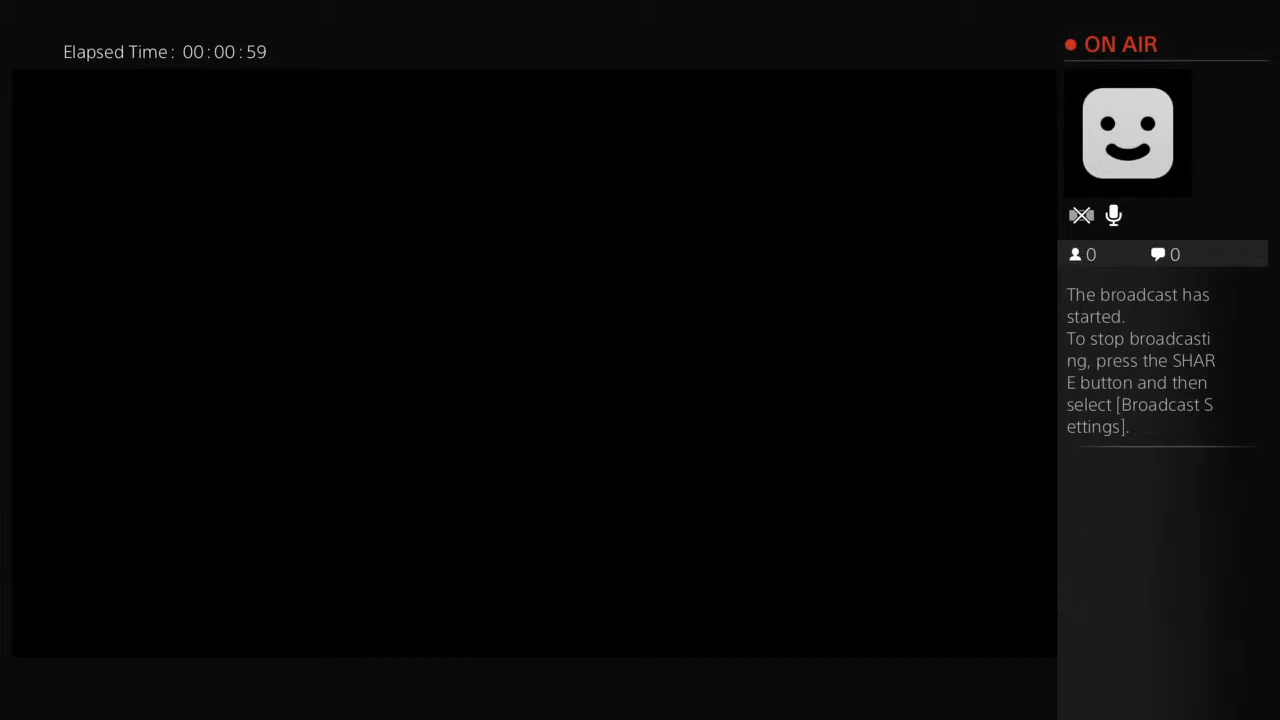 Elapsed Time: 00:00:59
ON AIR
0 0
The broadcast has
started.
To stop broadcasti
ng, press the SHAR
E button and then
select [Broadcast S
ettings].